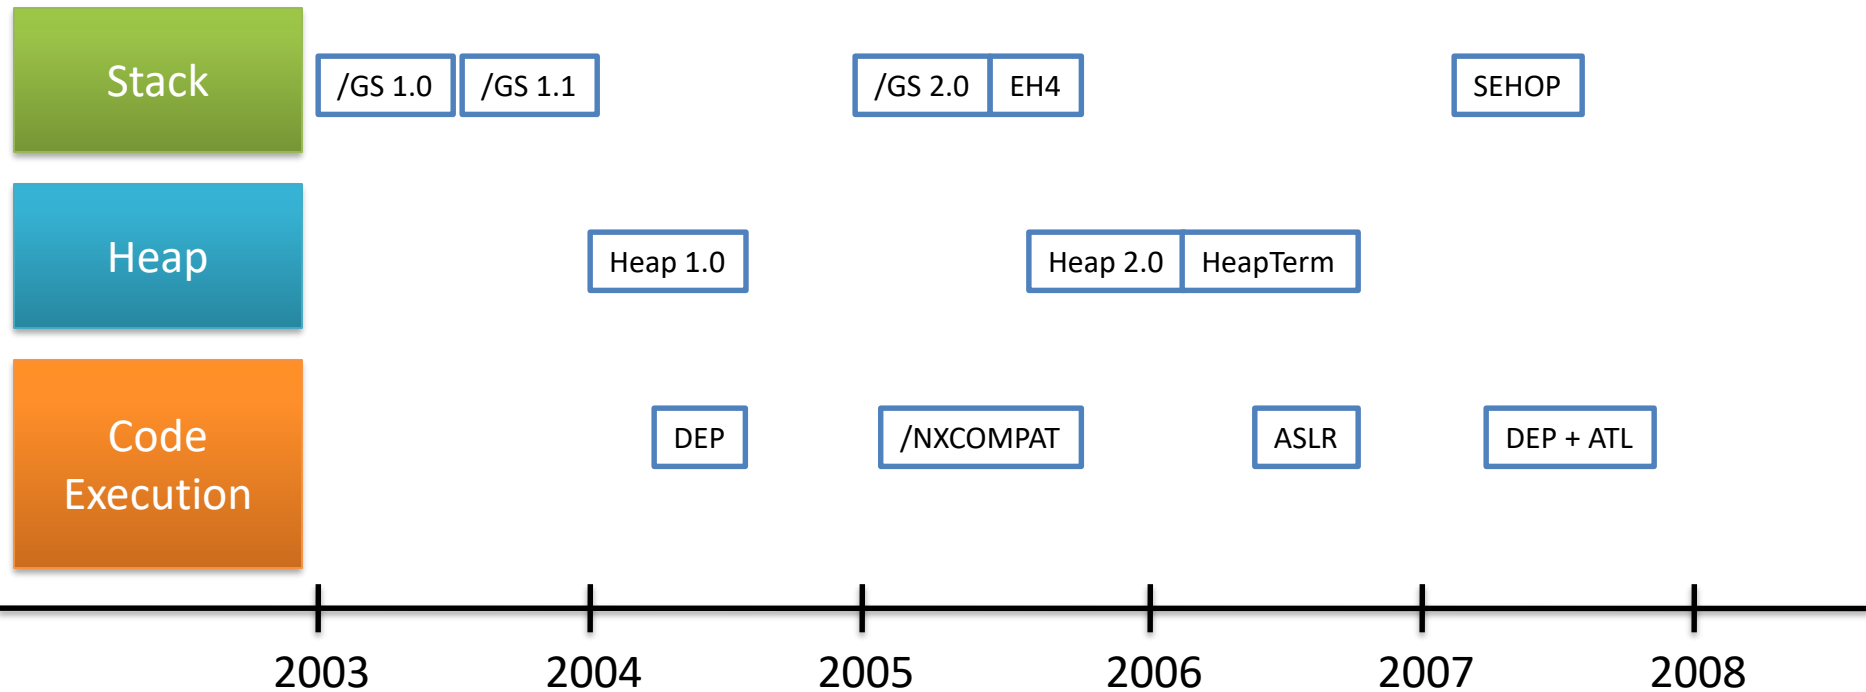 Stack
/GS 1.0
/GS 1.1
/GS 2.0
EH4
SEHOP
Heap
Heap 1.0
Heap 2.0
HeapTerm
Code
Execution
DEP
/NXCOMPAT
ASLR
DEP + ATL
2003
2004
2005
2006
2007
2008